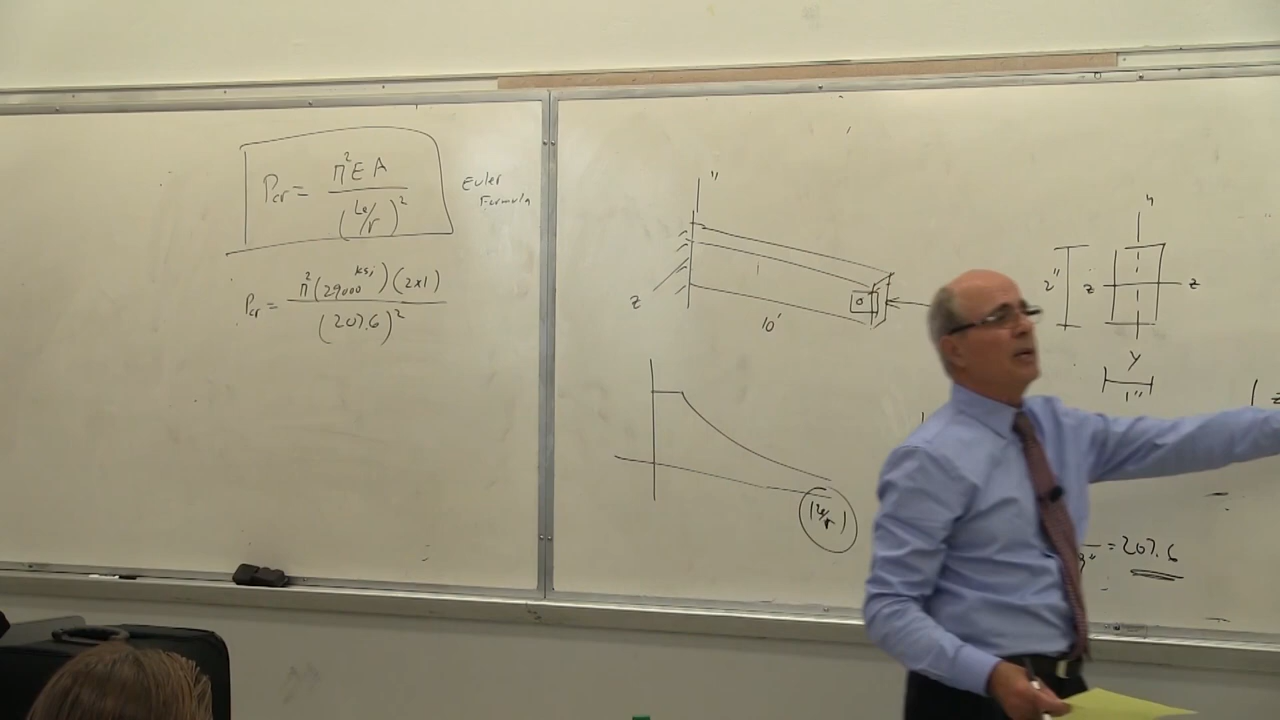 Pcr = π²EA / (Le/r)²
Euler
Formula
Pcr = π²(29000 ksi)(2x1) / (207.6)²
z
10'
(Le/r)
2"
z
z
y
1"
3" = 207.6